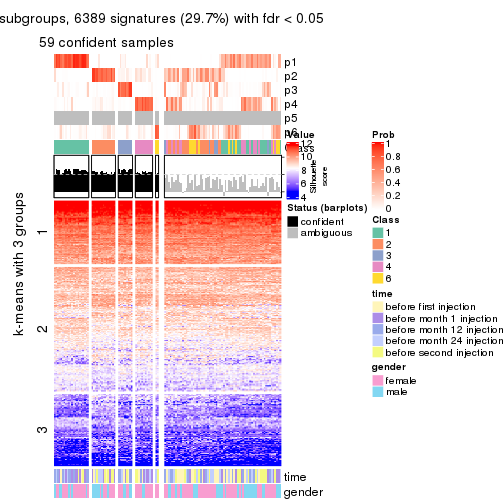 subgroups, 6389 signatures (29.7%) with fdr < 0.05
59 confident samples
p1
p2
p3
p4
p5
p6
Class
k-means with 3 groups
1
2
3
time
gender
Value
12
10
8
6
4
Silhouette
score
Status (barplots)
confident
ambiguous
Prob
1
0.8
0.6
0.4
0.2
0
Class
1
2
3
4
6
time
before first injection
before month 1 injection
before month 12 injection
before month 24 injection
before second injection
gender
female
male